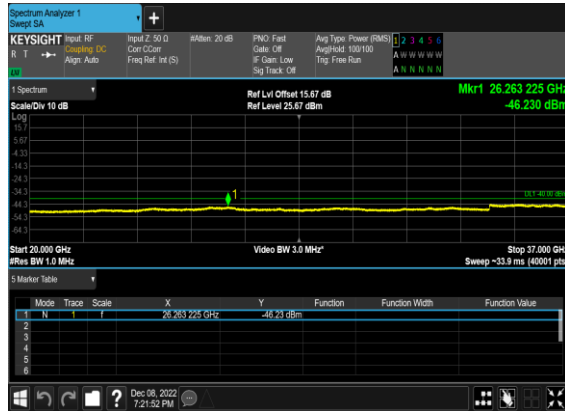 Spectrum Analyzer 1
Swept SA
+
KEYSIGHT Input: RF Input Z: 50 Ω #Atten: 20 dB PNO: Fast Avg Type: Power (RMS) 1 2 3 4 5 6
R T Coupling: DC Corr CCorr Gate: Off Avg|Hold: 100/100 A W W W W W
Align: Auto Freq Ref: Int (S) IF Gain: Low Trig: Free Run
LW Sig Track: Off A N N N N N
1 Spectrum
Scale/Div 10 dB
Ref Lvl Offset 15.67 dB
Ref Level 25.67 dBm
Mkr1 26.263 225 GHz
-46.230 dBm
Log
15.7
5.67
-4.33
-14.3
-24.3
-34.3
-44.3
-54.3
-64.3
1
DL1 -40.00 dBm
Start 20.000 GHz Video BW 3.0 MHz* Stop 37.000 GHz
#Res BW 1.0 MHz Sweep ~33.9 ms (40001 pts)
5 Marker Table
Mode Trace Scale X Y Function Function Width Function Value
1 N 1 f 26.263 225 GHz -46.23 dBm
2
3
4
5
6
? Dec 08, 2022
7:21:52 PM